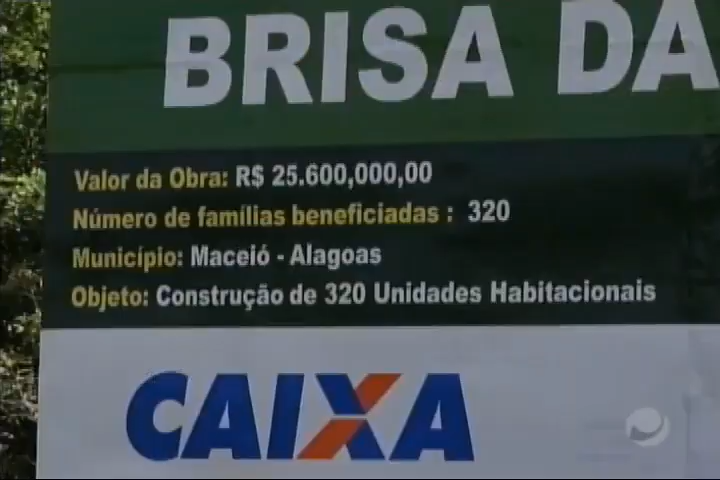 BRISA DA
Valor da Obra: R$ 25.600,000,00
Número de famílias beneficiadas : 320
Município: Maceió - Alagoas
Objeto: Construção de 320 Unidades Habitacionais
CAIXA